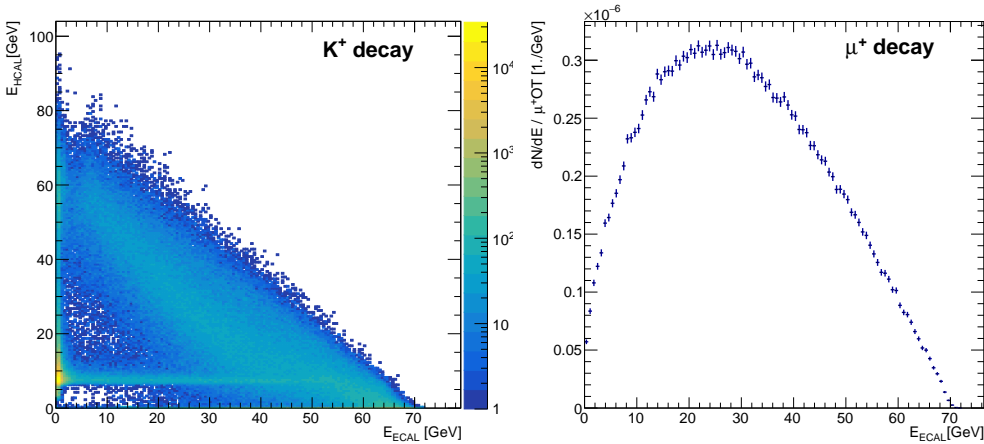 K⁺ decay
E_HCAL [GeV]
100
80
60
40
20
0
0 10 20 30 40 50 60 70
E_ECAL [GeV]
10⁴
10³
10²
10
1
μ⁺ decay
×10⁻⁶
dN/dE / μ⁺OT [1./GeV]
0.3
0.25
0.2
0.15
0.1
0.05
0
0 10 20 30 40 50 60 70
E_ECAL [GeV]